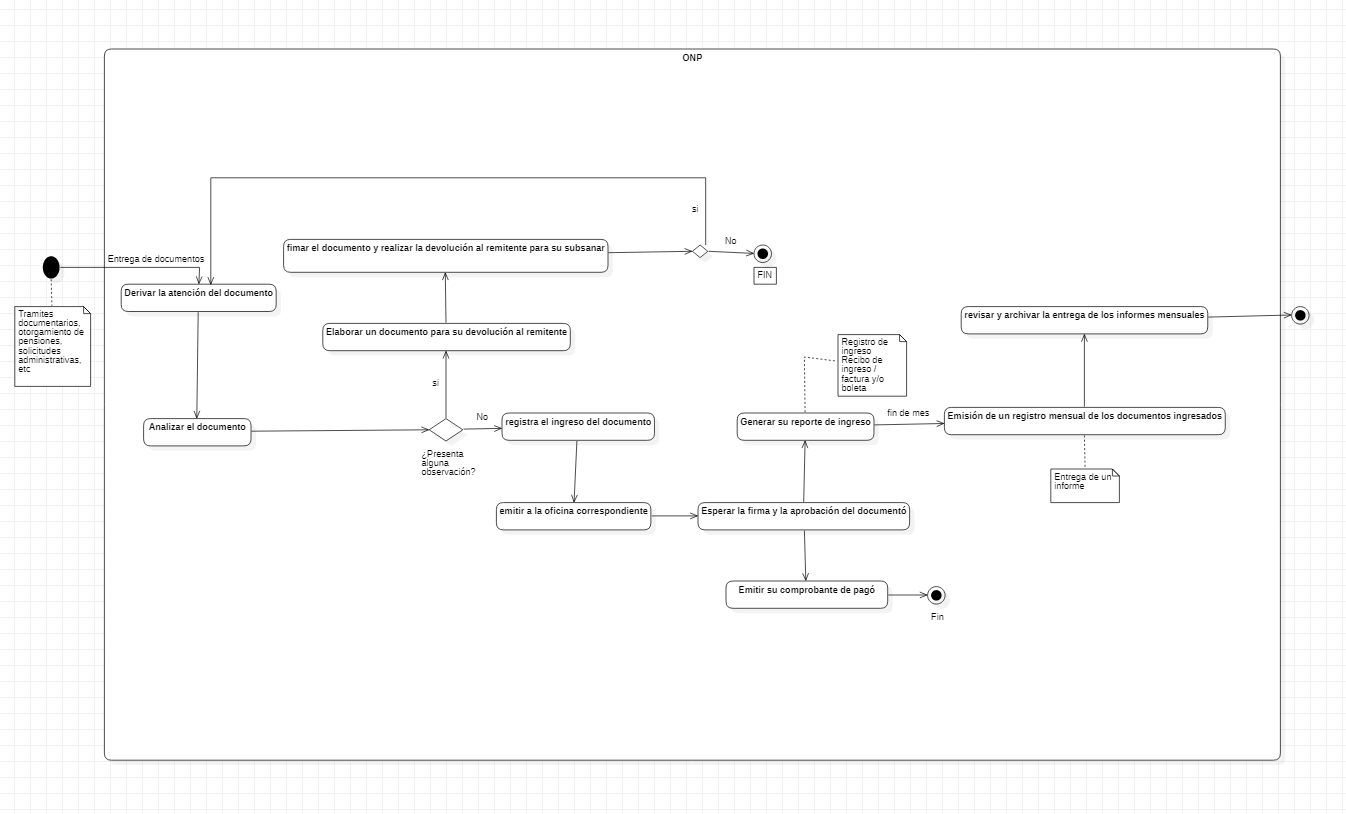 ONP
si
No
fimar el documento y realizar la devolución al remitente para su subsanar
Entrega de documentos
FIN
Derivar la atención del documento
Tramites
documentarios,
otorgamiento de
pensiones,
solicitudes
administrativas,
etc
Elaborar un documento para su devolución al remitente
revisar y archivar la entrega de los informes mensuales
Registro de
ingreso
Recibo de
ingreso /
factura y/o
boleta
si
No
fin de mes
Analizar el documento
registra el ingreso del documento
Generar su reporte de ingreso
Emisión de un registro mensual de los documentos ingresados
¿Presenta
alguna
observación?
Entrega de un
informe
emitir a la oficina correspondiente
Esperar la firma y la aprobación del documentó
Emitir su comprobante de pagó
Fin